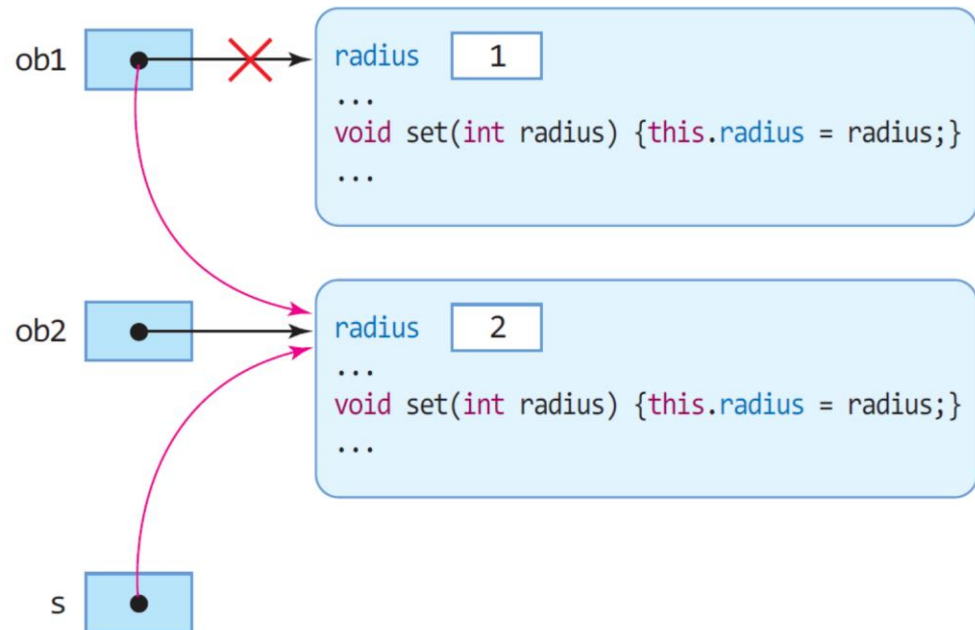 ob1
radius 1
...
void set(int radius) {this.radius = radius;}
...
ob2
radius 2
...
void set(int radius) {this.radius = radius;}
...
s